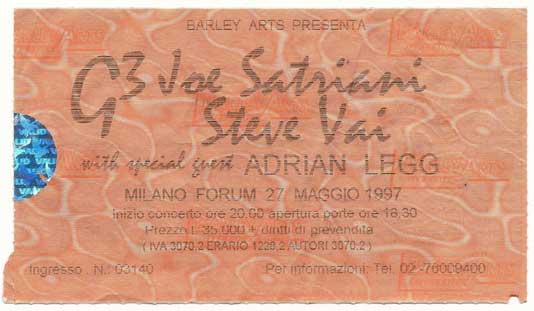 BARLEY ARTS PRESENTA
G3 Joe Satriani
Steve Vai
with special guest ADRIAN LEGG
MILANO FORUM 27 MAGGIO 1997
Inizio concerto ore 20.00 apertura porte ore 18,30
Prezzo L. 35.000 + diritti di prevendita
( IVA 3070,2 ERARIO 1228,2 AUTORI 3070,2 )
Ingresso . N.: 03140
Per informazioni: Tel. 02 -76009400